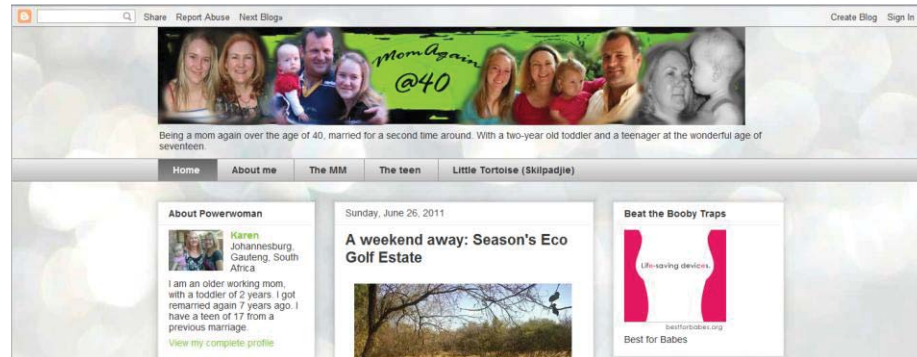 Share Report Abuse Next Blog» Create Blog Sign In
Mom Again
@40
Being a mom again over the age of 40, married for a second time around. With a two-year old toddler and a teenager at the wonderful age of
seventeen.
Home About me The MM The teen Little Tortoise (Skilpadjie)
About Powerwoman
Karen
Johannesburg,
Gauteng, South
Africa
I am an older working mom,
with a toddler of 2 years. I got
remarried again 7 years ago. I
have a teen of 17 from a
previous marriage.
View my complete profile
Sunday, June 26, 2011
A weekend away: Season's Eco
Golf Estate
Beat the Booby Traps
Life-saving devices.
bestforbabes.org
Best for Babes